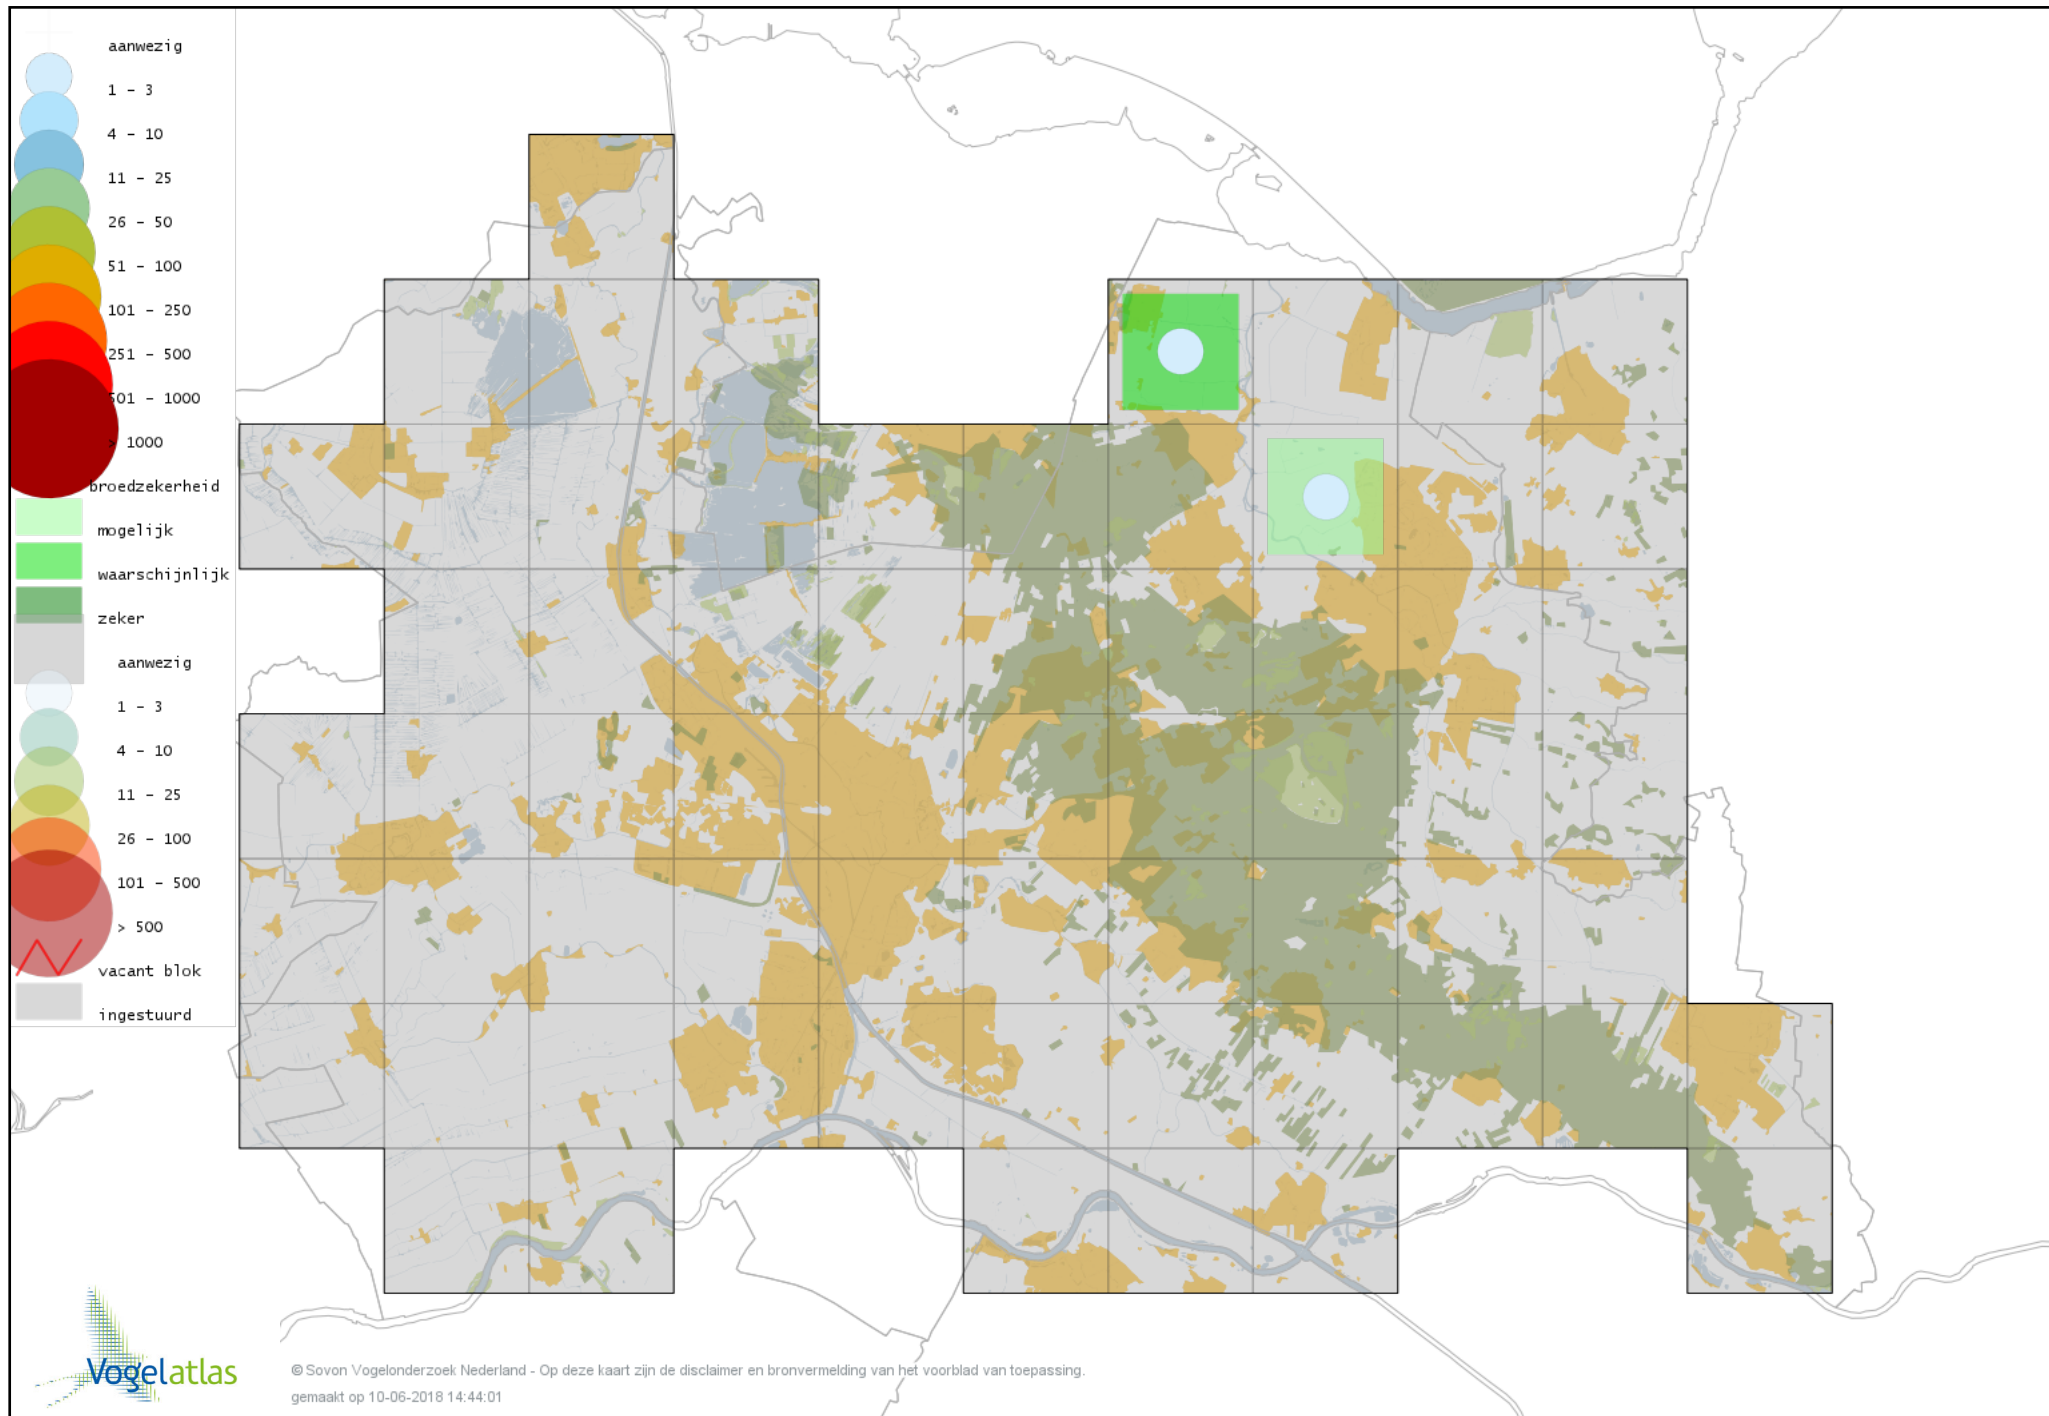 aanwezig
1 - 3
4 - 10
11 - 25
26 - 50
51 - 100
101 - 250
251 - 500
501 - 1000
> 1000
broedzekerheid
mogelijk
waarschijnlijk
zeker
aanwezig
1 - 3
4 - 10
11 - 25
26 - 100
101 - 500
> 500
vacant blok
ingestuurd
Vogelatlas
© Sovon Vogelonderzoek Nederland - Op deze kaart zijn de disclaimer en bronvermelding van het voorblad van toepassing.
gemaakt op 10-06-2018 14:44:01